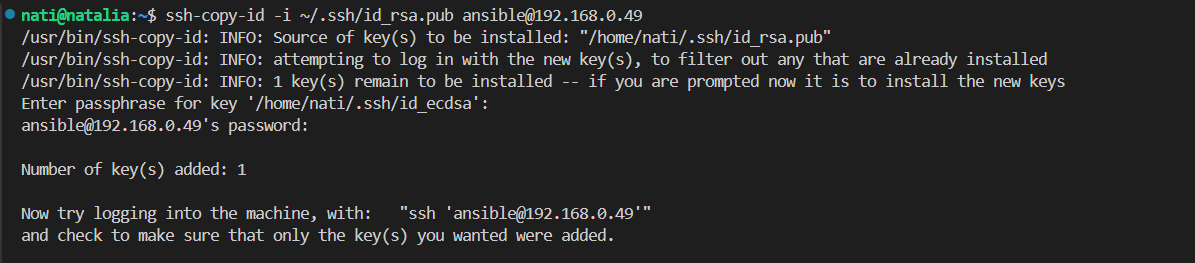 nati@natalia:~$ ssh-copy-id -i ~/.ssh/id_rsa.pub ansible@192.168.0.49
/usr/bin/ssh-copy-id: INFO: Source of key(s) to be installed: "/home/nati/.ssh/id_rsa.pub"
/usr/bin/ssh-copy-id: INFO: attempting to log in with the new key(s), to filter out any that are already installed
/usr/bin/ssh-copy-id: INFO: 1 key(s) remain to be installed -- if you are prompted now it is to install the new keys
Enter passphrase for key '/home/nati/.ssh/id_ecdsa':
ansible@192.168.0.49's password:
Number of key(s) added: 1
Now try logging into the machine, with:   "ssh 'ansible@192.168.0.49'"
and check to make sure that only the key(s) you wanted were added.